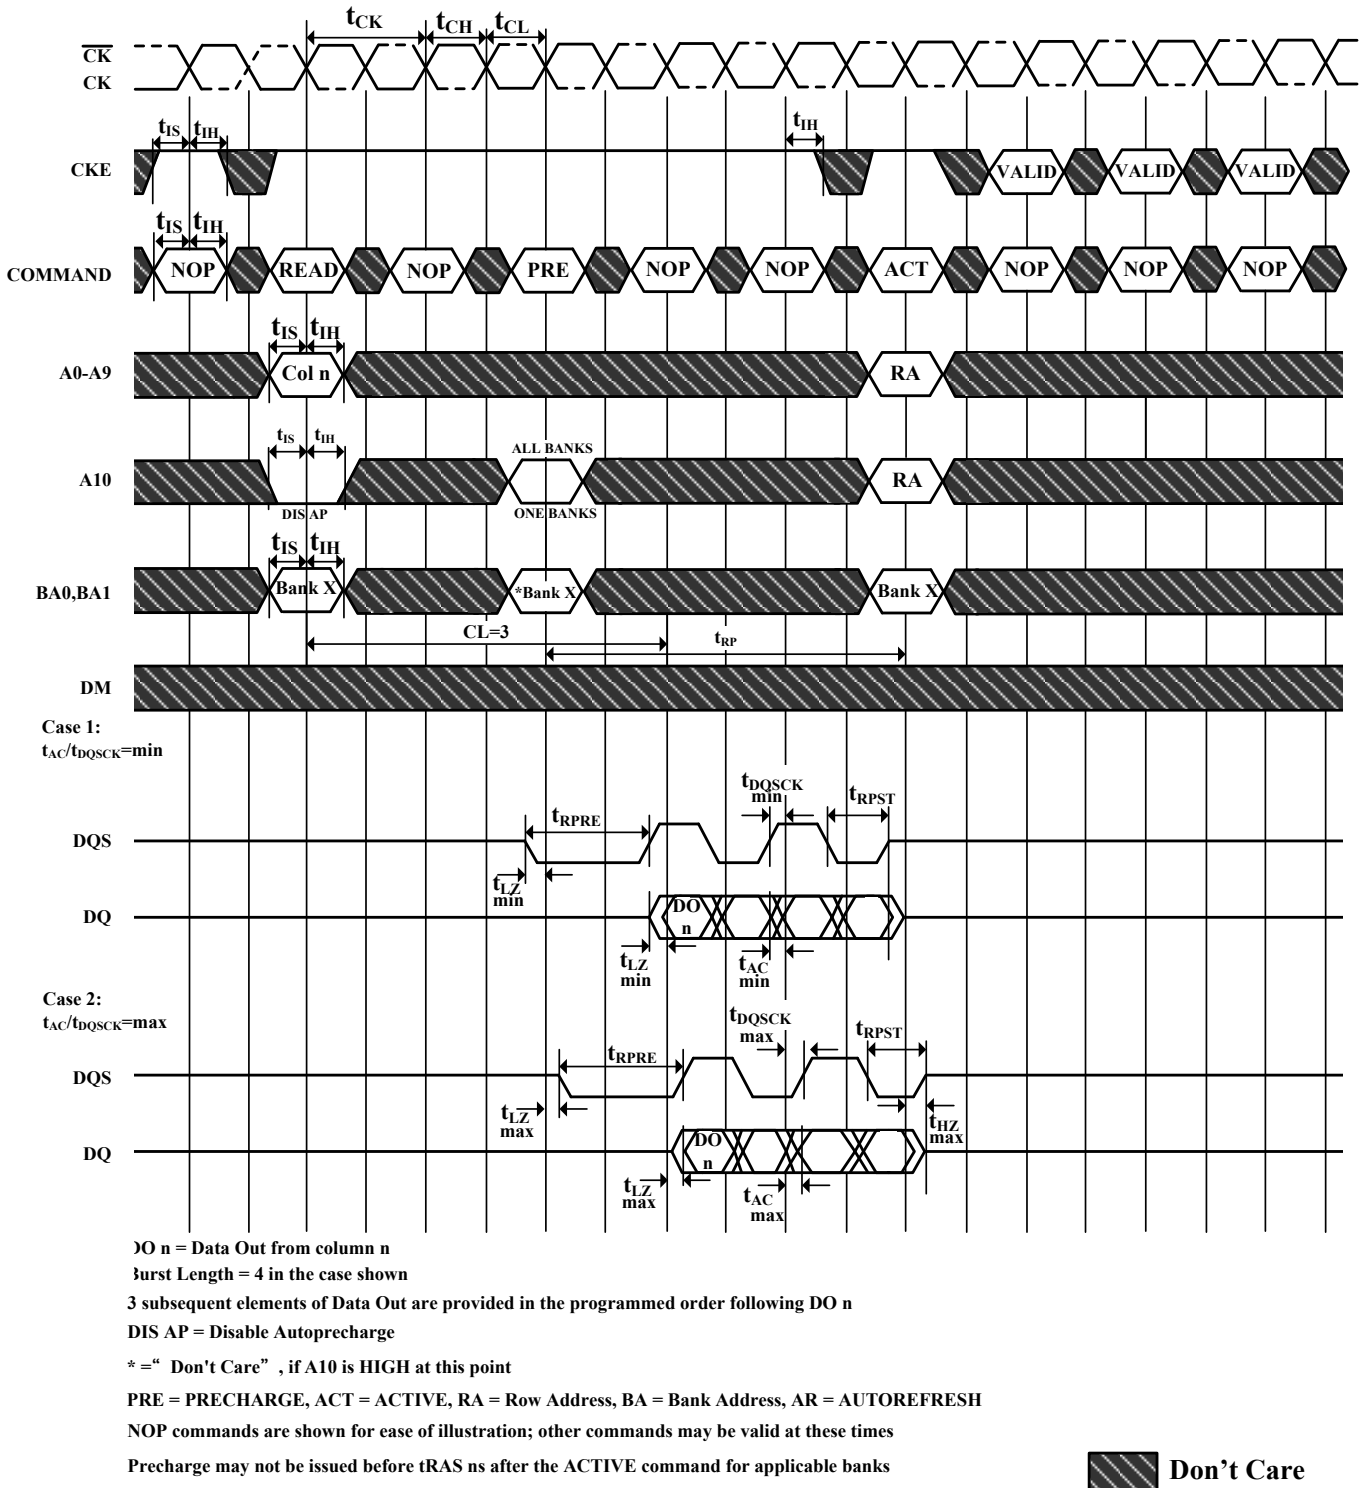 tCK tCH tCL
CK
CK
tIS tIH tIH
CKE VALID VALID VALID
tIS tIH
COMMAND NOP READ NOP PRE NOP NOP ACT NOP NOP NOP
tIS tIH
A0-A9 Col n RA
tIS tIH ALL BANKS
A10 RA
DIS AP ONE BANKS
tIS tIH
BA0,BA1 Bank X *Bank X Bank X
CL=3 tRP
DM
Case 1:
tAC/tDQSCK=min
tDQSCK
min
tRPRE tRPST
DQS
tLZ
min
DQ DO
n
tLZ
min
tAC
min
Case 2:
tAC/tDQSCK=max
tDQSCK
max
tRPRE tRPST
DQS
tLZ
max
tHZ
max
DQ DO
n
tLZ
max
tAC
max
DO n = Data Out from column n
Burst Length = 4 in the case shown
3 subsequent elements of Data Out are provided in the programmed order following DO n
DIS AP = Disable Autoprecharge
* =“ Don't Care”, if A10 is HIGH at this point
PRE = PRECHARGE, ACT = ACTIVE, RA = Row Address, BA = Bank Address, AR = AUTOREFRESH
NOP commands are shown for ease of illustration; other commands may be valid at these times
Precharge may not be issued before tRAS ns after the ACTIVE command for applicable banks
Don’t Care